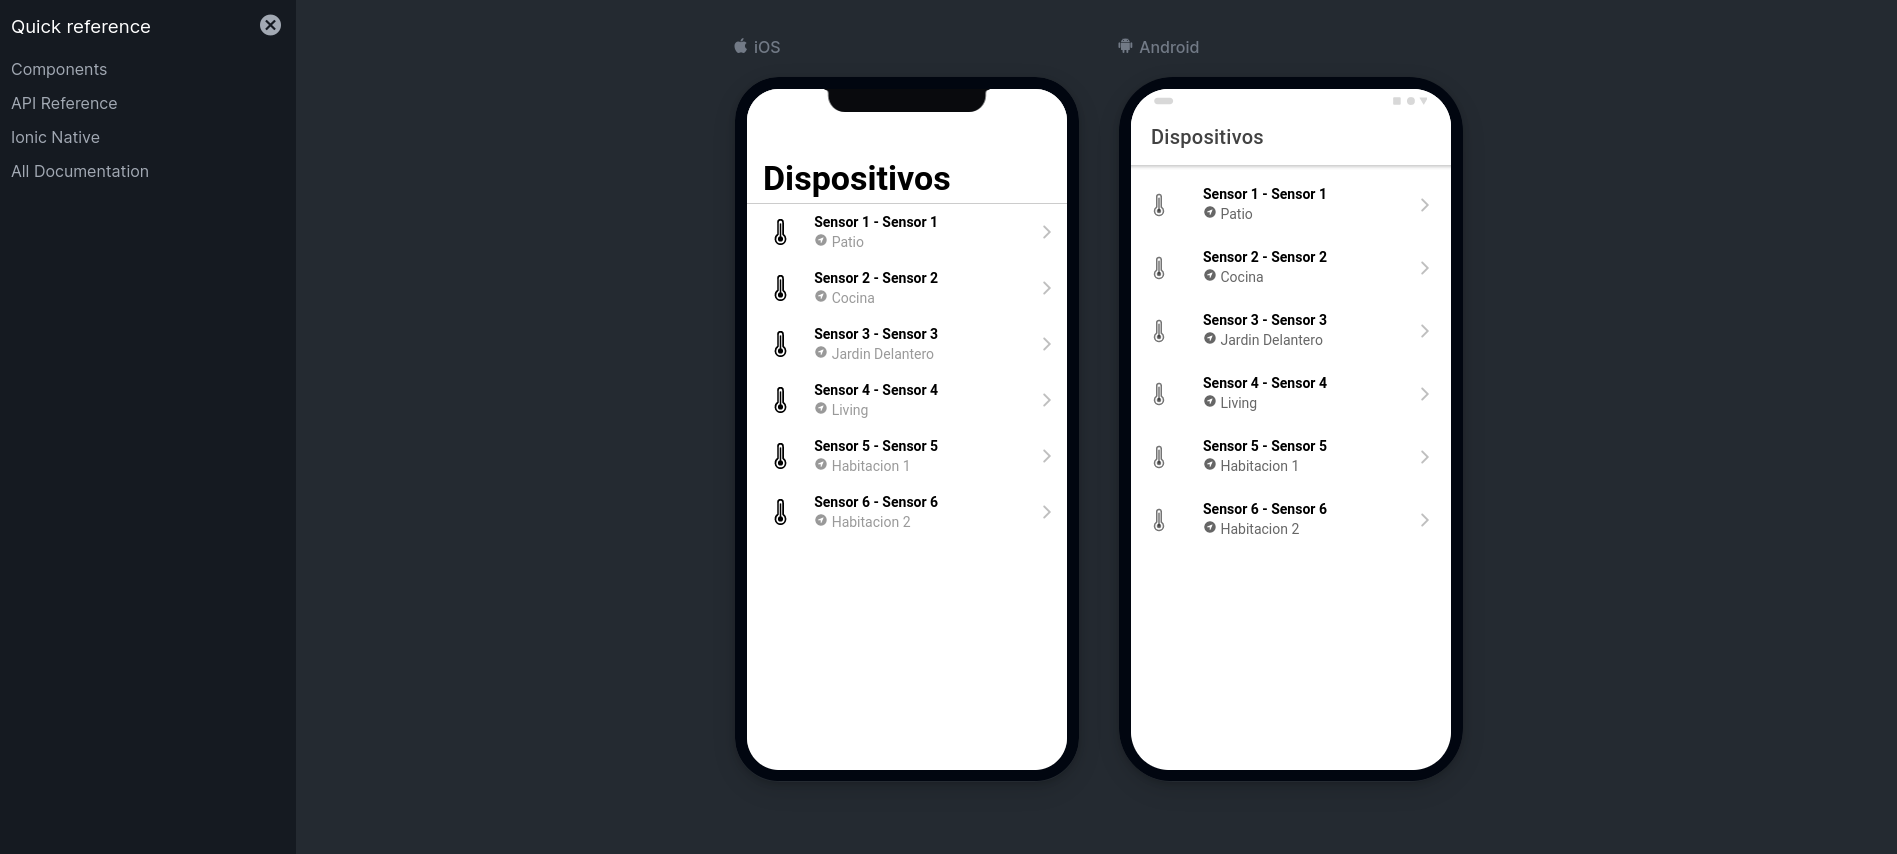 Quick reference
Components
API Reference
Ionic Native
All Documentation
iOS
Dispositivos
Sensor 1 - Sensor 1
Patio
Sensor 2 - Sensor 2
Cocina
Sensor 3 - Sensor 3
Jardin Delantero
Sensor 4 - Sensor 4
Living
Sensor 5 - Sensor 5
Habitacion 1
Sensor 6 - Sensor 6
Habitacion 2
Android
Dispositivos
Sensor 1 - Sensor 1
Patio
Sensor 2 - Sensor 2
Cocina
Sensor 3 - Sensor 3
Jardin Delantero
Sensor 4 - Sensor 4
Living
Sensor 5 - Sensor 5
Habitacion 1
Sensor 6 - Sensor 6
Habitacion 2